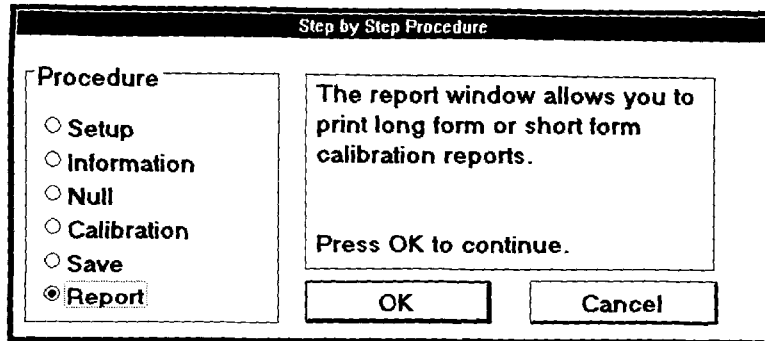 Step by Step Procedure
Procedure
Setup
Information
Null
Calibration
Save
Report
The report window allows you to
print long form or short form
calibration reports.
Press OK to continue.
OK
Cancel